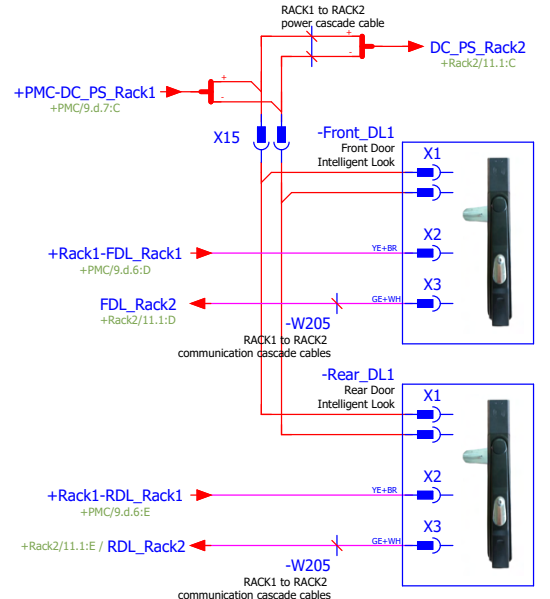 RACK1 to RACK2
power cascade cable
+
-
DC_PS_Rack2
+Rack2/11.1:C
+
-
+PMC-DC_PS_Rack1
+PMC/9.d.7:C
X15
-Front_DL1
Front Door
Intelligent Look
X1
X2
+Rack1-FDL_Rack1
+PMC/9.d.6:D
YE+BR
X3
FDL_Rack2
+Rack2/11.1:D
GE+WH
-W205
RACK1 to RACK2
communication cascade cables
-Rear_DL1
Rear Door
Intelligent Look
X1
X2
+Rack1-RDL_Rack1
+PMC/9.d.6:E
YE+BR
X3
+Rack2/11.1:E / RDL_Rack2
GE+WH
-W205
RACK1 to RACK2
communication cascade cables